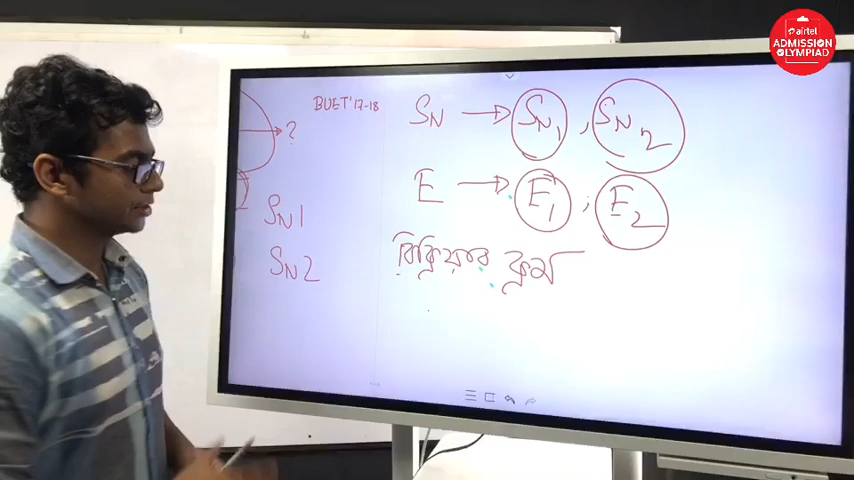 airtel
ADMISSION
OLYMPIAD
BUET'17-18
?
SN1
SN2
SN → SN1, SN2
E → E1; E2
বিক্রিয়ার ক্রম